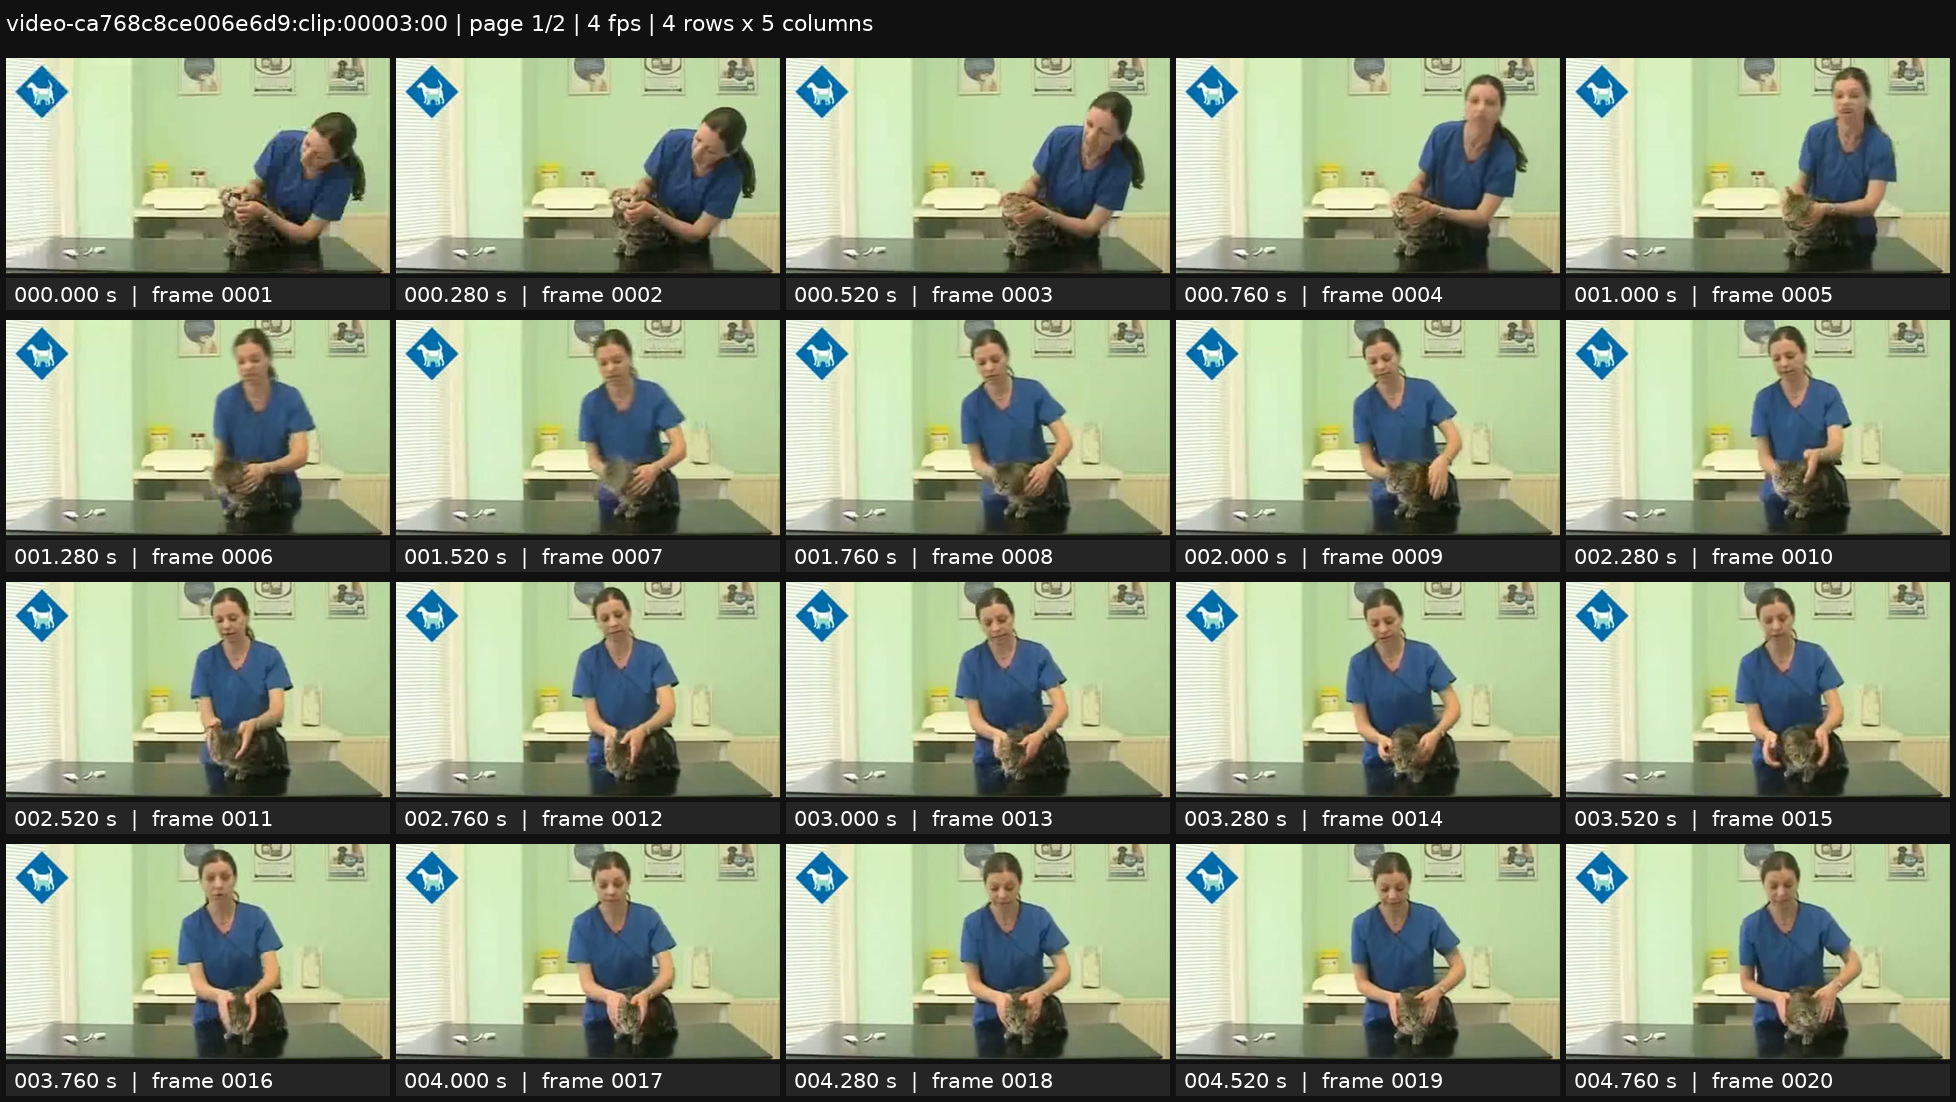 video-ca768c8ce006e6d9:clip:00003:00 | page 1/2 | 4 fps | 4 rows x 5 columns
000.000 s | frame 0001
000.280 s | frame 0002
000.520 s | frame 0003
000.760 s | frame 0004
001.000 s | frame 0005
001.280 s | frame 0006
001.520 s | frame 0007
001.760 s | frame 0008
002.000 s | frame 0009
002.280 s | frame 0010
002.520 s | frame 0011
002.760 s | frame 0012
003.000 s | frame 0013
003.280 s | frame 0014
003.520 s | frame 0015
003.760 s | frame 0016
004.000 s | frame 0017
004.280 s | frame 0018
004.520 s | frame 0019
004.760 s | frame 0020